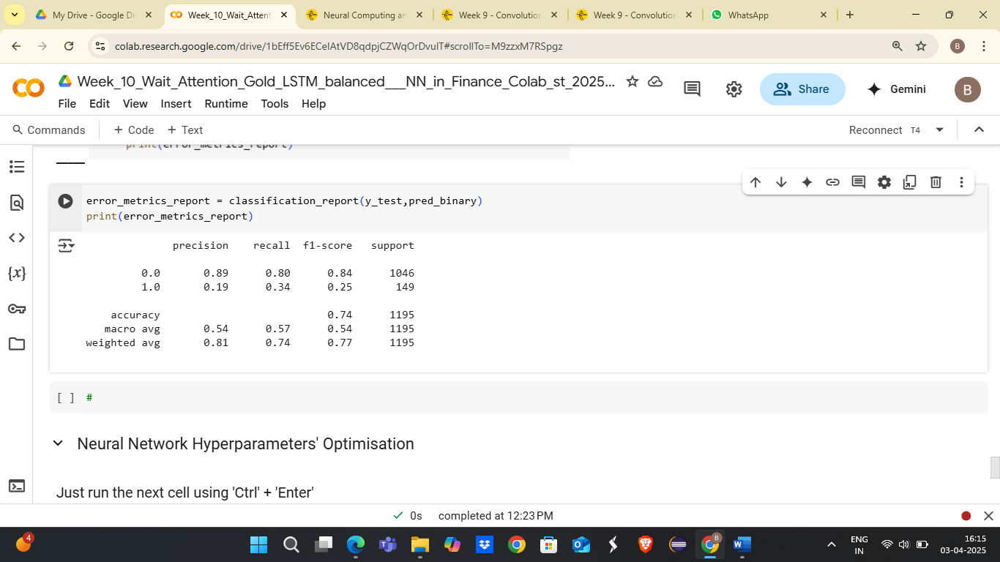 My Drive - Google Dr
Week_10_Wait_Attent
Neural Computing an
Week 9 - Convolution
Week 9 - Convolution
WhatsApp
colab.research.google.com/drive/1bEff5Ev6ECeIAtVD8qdpjCZWqOrDvulT#scrollTo=M9zzxM7RSpgz
B
CO
Week_10_Wait_Attention_Gold_LSTM_balanced___NN_in_Finance_Colab_st_2025...
Share
Gemini
B
File Edit View Insert Runtime Tools Help
Commands
+ Code + Text
Reconnect T4
print(error_metrics_report)
error_metrics_report = classification_report(y_test,pred_binary)
print(error_metrics_report)
precision recall f1-score support
0.0 0.89 0.80 0.84 1046
1.0 0.19 0.34 0.25 149
accuracy 0.74 1195
macro avg 0.54 0.57 0.54 1195
weighted avg 0.81 0.74 0.77 1195
[ ] #
Neural Network Hyperparameters' Optimisation
Just run the next cell using 'Ctrl' + 'Enter'
0s completed at 12:23 PM
4
ENG
IN
16:15
03-04-2025